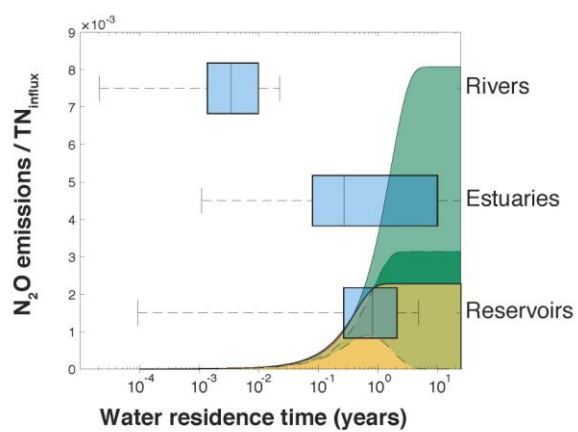 ×10⁻³
9
8
7
6
5
4
3
2
1
0
N₂O emissions / TN_influx
Rivers
Estuaries
Reservoirs
10⁻⁴ 10⁻³ 10⁻² 10⁻¹ 10⁰ 10¹
Water residence time (years)